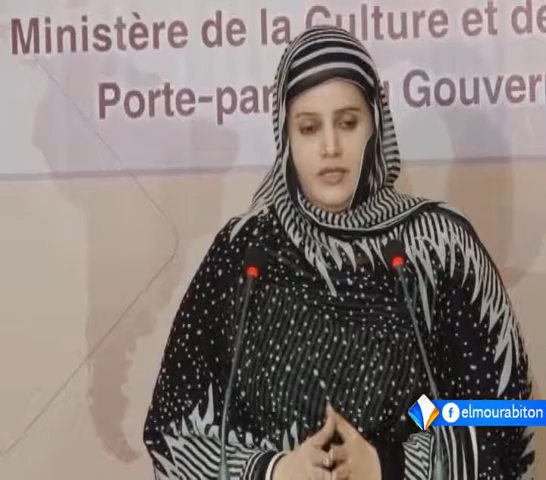 Ministère de la Culture et de
Porte-par u Gouver
elmourabiton